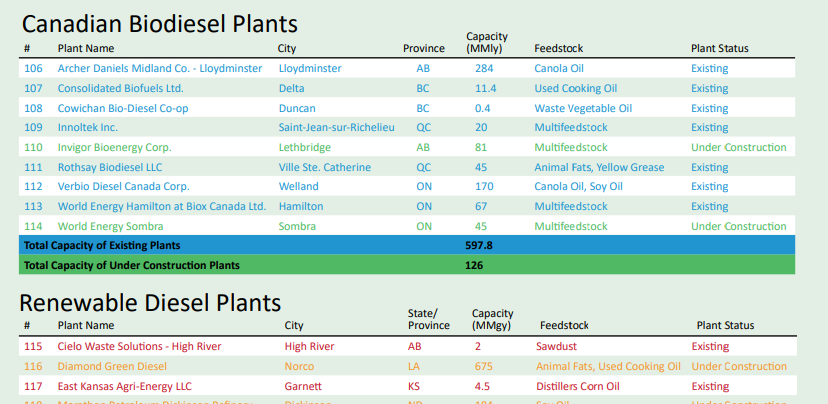 Canadian Biodiesel Plants
# Plant Name City Province Capacity (MMly) Feedstock Plant Status
106 Archer Daniels Midland Co. - Lloydminster Lloydminster AB 284 Canola Oil Existing
107 Consolidated Biofuels Ltd. Delta BC 11.4 Used Cooking Oil Existing
108 Cowichan Bio-Diesel Co-op Duncan BC 0.4 Waste Vegetable Oil Existing
109 Innoltek Inc. Saint-Jean-sur-Richelieu QC 20 Multifeedstock Existing
110 Invigor Bioenergy Corp. Lethbridge AB 81 Multifeedstock Under Construction
111 Rothsay Biodiesel LLC Ville Ste. Catherine QC 45 Animal Fats, Yellow Grease Existing
112 Verbio Diesel Canada Corp. Welland ON 170 Canola Oil, Soy Oil Existing
113 World Energy Hamilton at Biox Canada Ltd. Hamilton ON 67 Multifeedstock Existing
114 World Energy Sombra Sombra ON 45 Multifeedstock Under Construction
Total Capacity of Existing Plants 597.8
Total Capacity of Under Construction Plants 126
Renewable Diesel Plants
# Plant Name City State/ Province Capacity (MMgy) Feedstock Plant Status
115 Cielo Waste Solutions - High River High River AB 2 Sawdust Existing
116 Diamond Green Diesel Norco LA 675 Animal Fats, Used Cooking Oil Under Construction
117 East Kansas Agri-Energy LLC Garnett KS 4.5 Distillers Corn Oil Existing